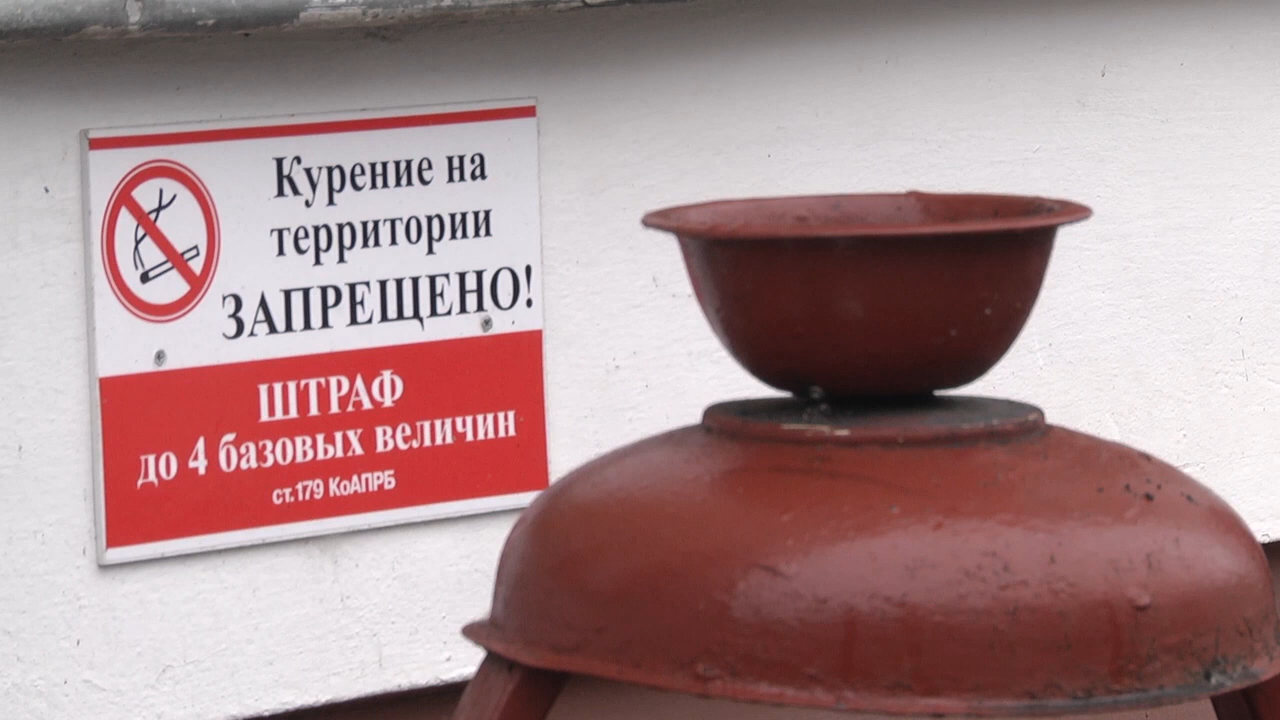 Курение на
территории
ЗАПРЕЩЕНО!
ШТРАФ
до 4 базовых величин
ст.179 КоАПРБ